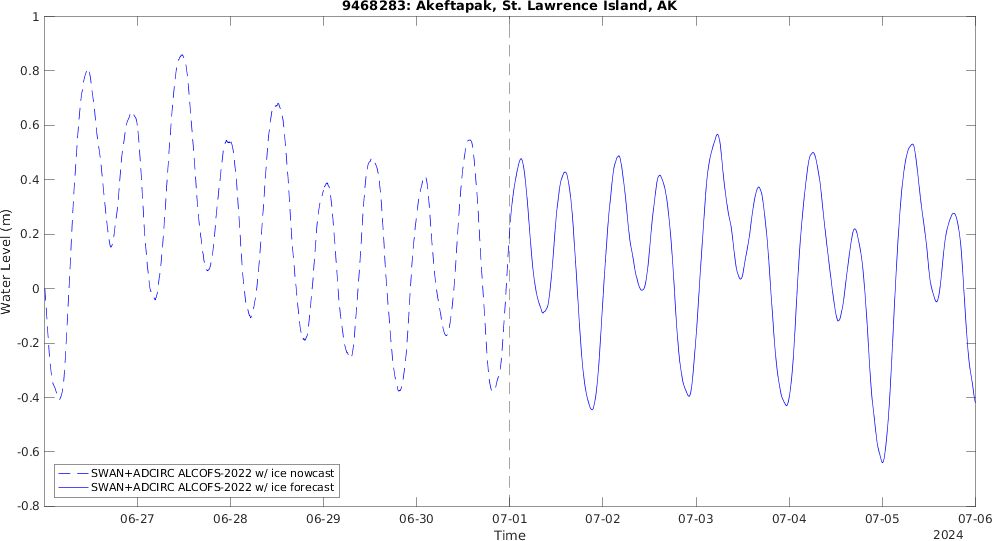 9468283: Akeftapak, St. Lawrence Island, AK
1
0.8
0.6
0.4
0.2
0
-0.2
-0.4
-0.6
-0.8
Water Level (m)
SWAN+ADCIRC ALCOFS-2022 w/ ice nowcast
SWAN+ADCIRC ALCOFS-2022 w/ ice forecast
06-27 06-28 06-29 06-30 07-01 07-02 07-03 07-04 07-05 07-06
Time
2024